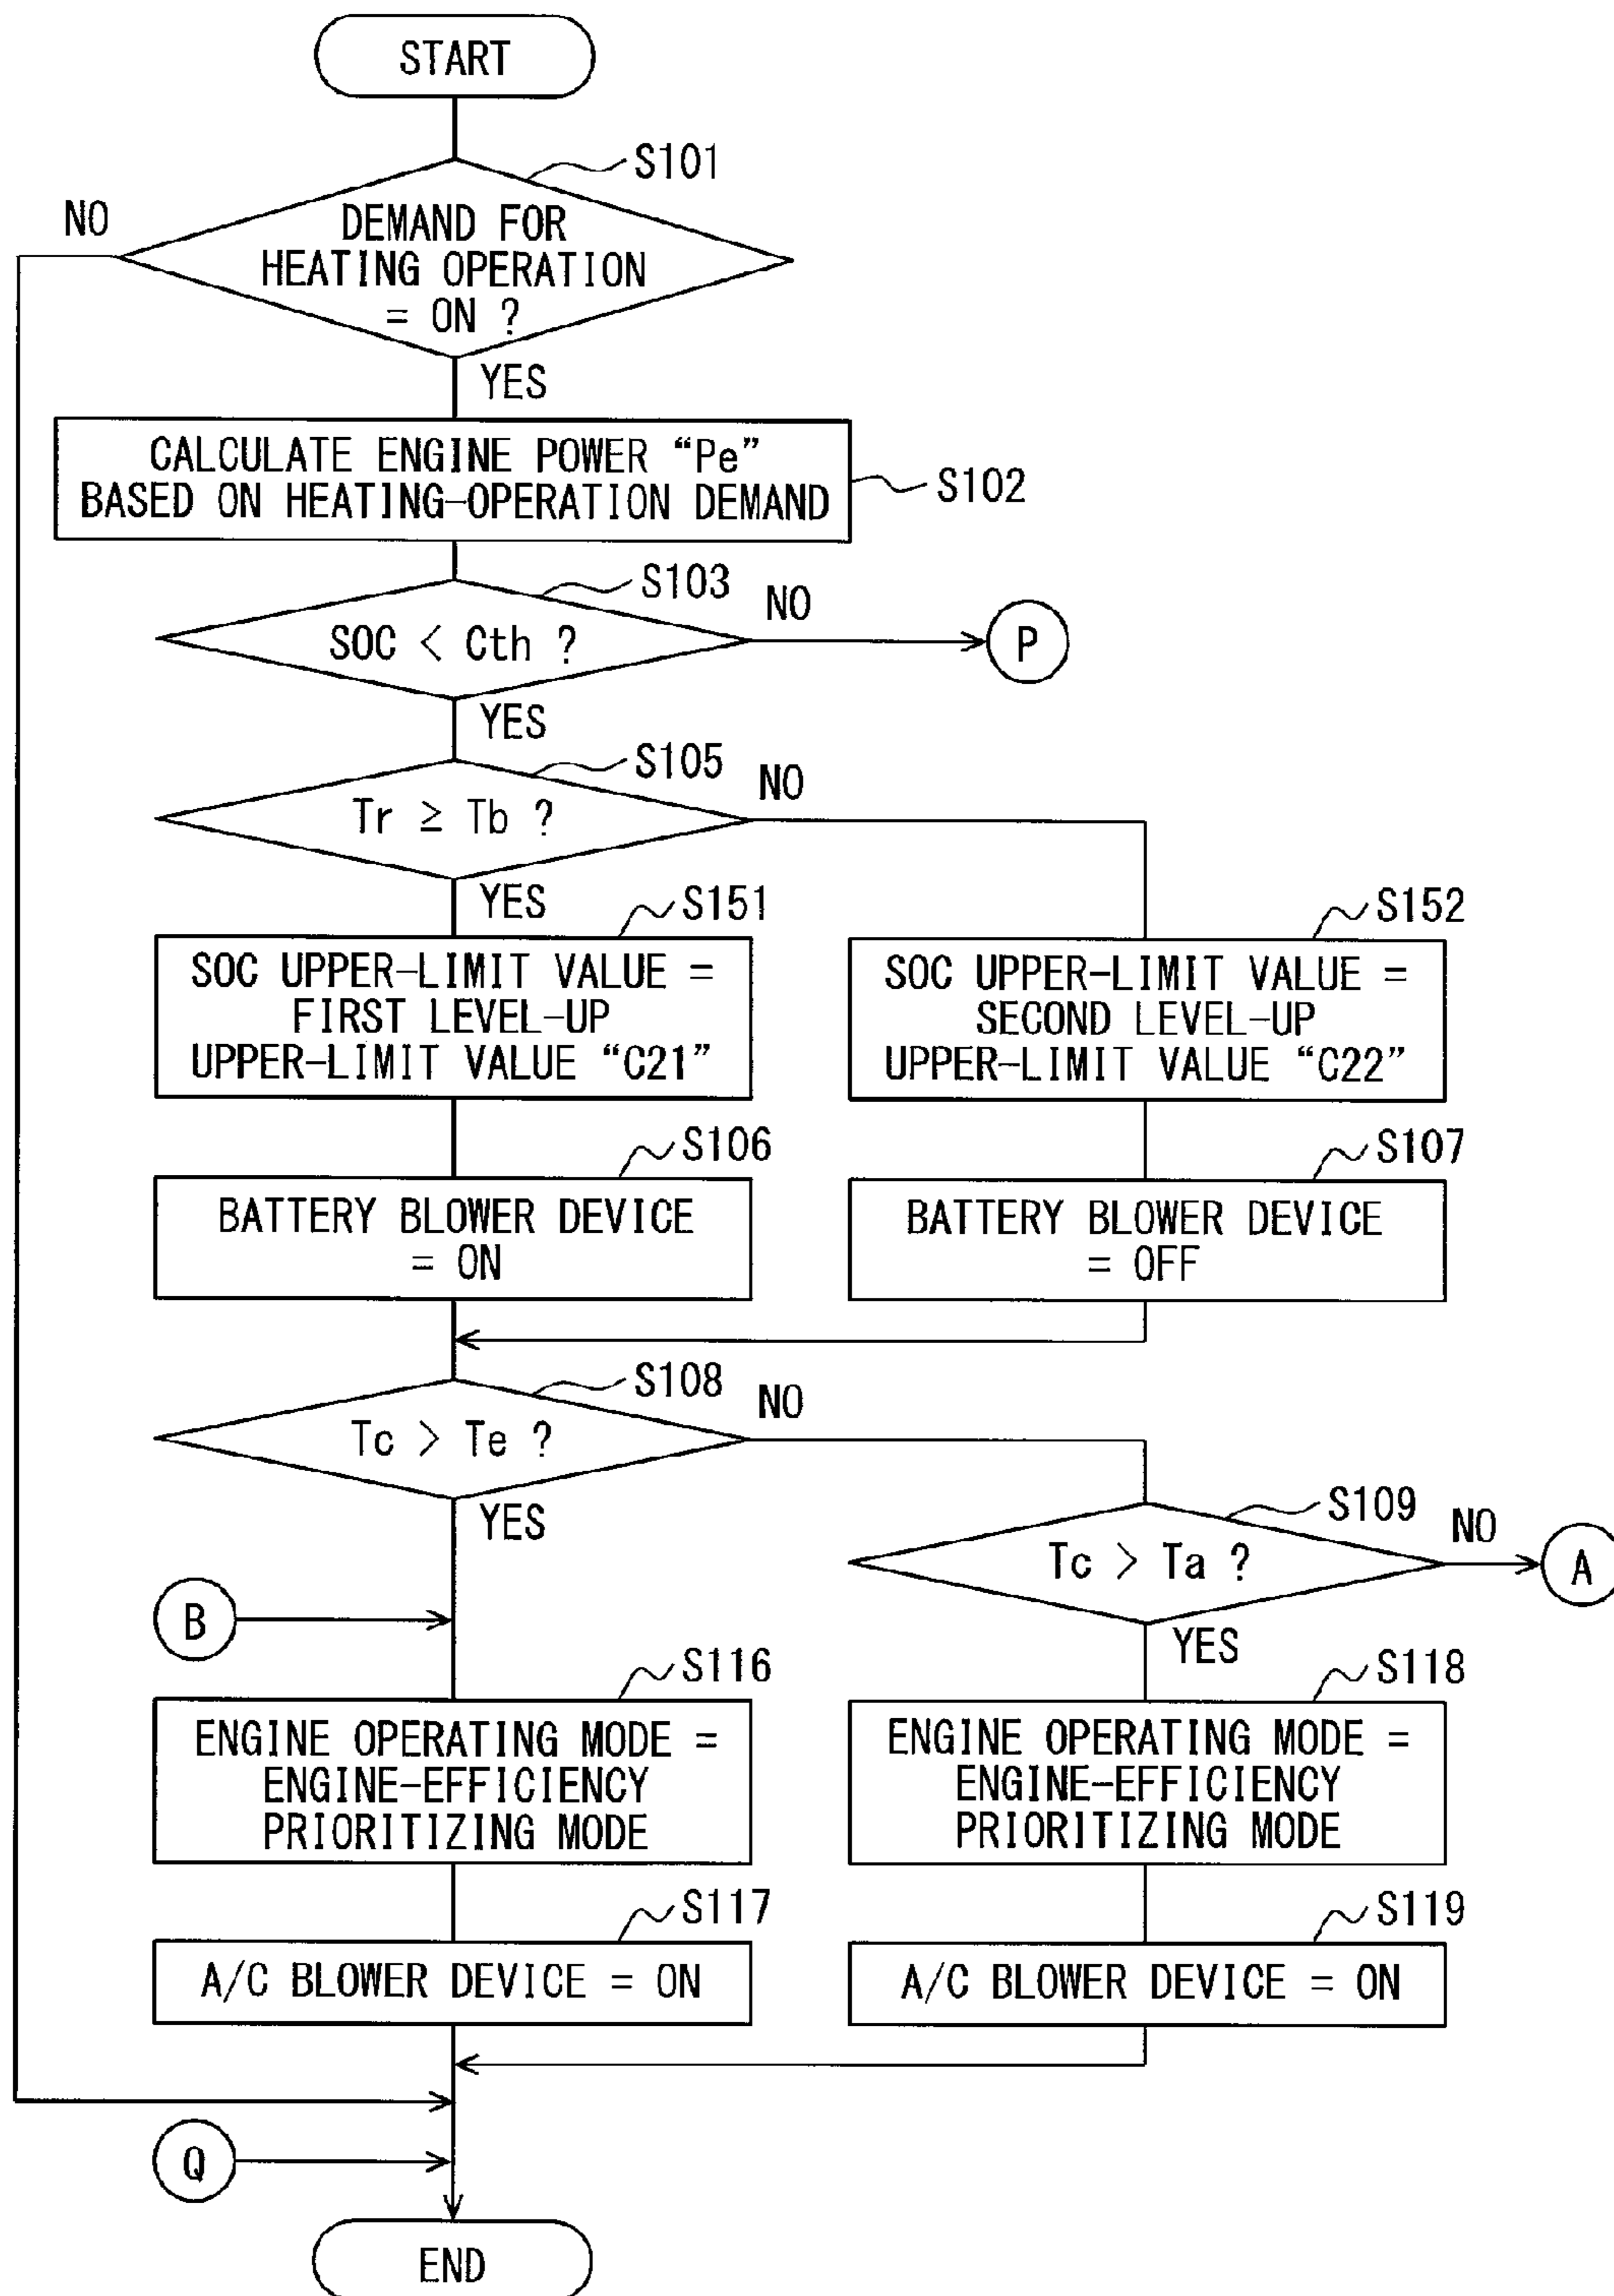 START
S101
NO
DEMAND FOR
HEATING OPERATION
= ON ?
YES
CALCULATE ENGINE POWER “Pe”
BASED ON HEATING-OPERATION DEMAND
S102
S103
NO
SOC < Cth ?
P
YES
S105
NO
Tr ≥ Tb ?
YES
S151
SOC UPPER-LIMIT VALUE =
FIRST LEVEL-UP
UPPER-LIMIT VALUE “C21”
S152
SOC UPPER-LIMIT VALUE =
SECOND LEVEL-UP
UPPER-LIMIT VALUE “C22”
S106
BATTERY BLOWER DEVICE
= ON
S107
BATTERY BLOWER DEVICE
= OFF
S108
NO
Tc > Te ?
YES
S109
NO
Tc > Ta ?
A
YES
B
S116
ENGINE OPERATING MODE =
ENGINE-EFFICIENCY
PRIORITIZING MODE
S118
ENGINE OPERATING MODE =
ENGINE-EFFICIENCY
PRIORITIZING MODE
S117
A/C BLOWER DEVICE = ON
S119
A/C BLOWER DEVICE = ON
Q
END